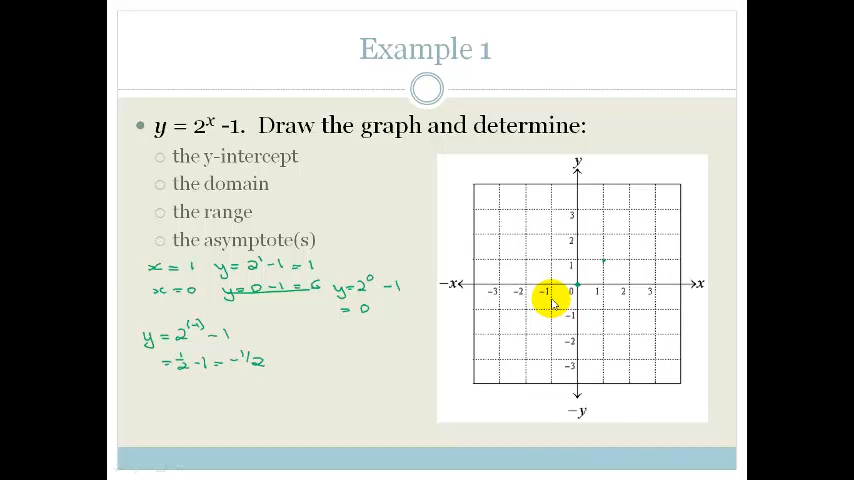 Example 1
y = 2ˣ -1. Draw the graph and determine:
the y-intercept
the domain
the range
the asymptote(s)
x = 1 y = 2¹ - 1 = 1
x = 0 y = 0 - 1 = 6 y = 2⁰ - 1
= 0
y = 2⁽⁻¹⁾ - 1
= 1/2 - 1 = - 1/2
y
3
2
1
-x -3 -2 -1 0 1 2 3 x
-1
-2
-3
-y